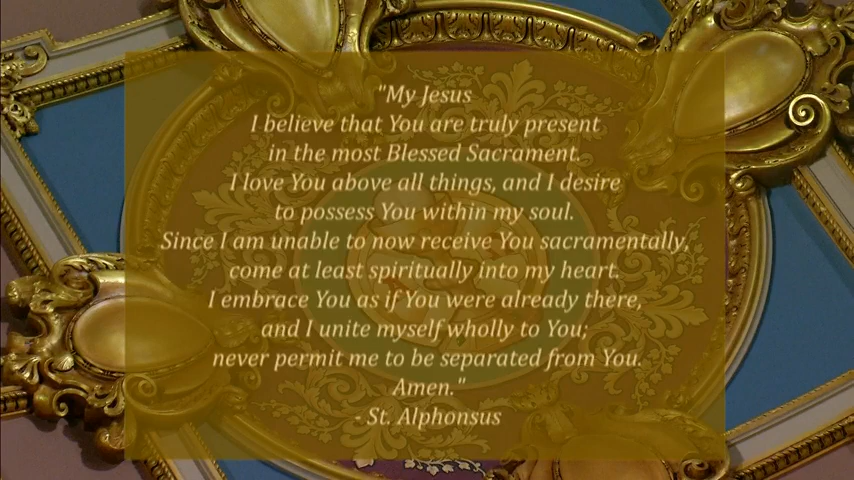 "My Jesus
I believe that You are truly present
in the most Blessed Sacrament.
I love You above all things, and I desire
to possess You within my soul.
Since I am unable to now receive You sacramentally,
come at least spiritually into my heart.
I embrace You as if You were already there,
and I unite myself wholly to You;
never permit me to be separated from You.
Amen."
- St. Alphonsus